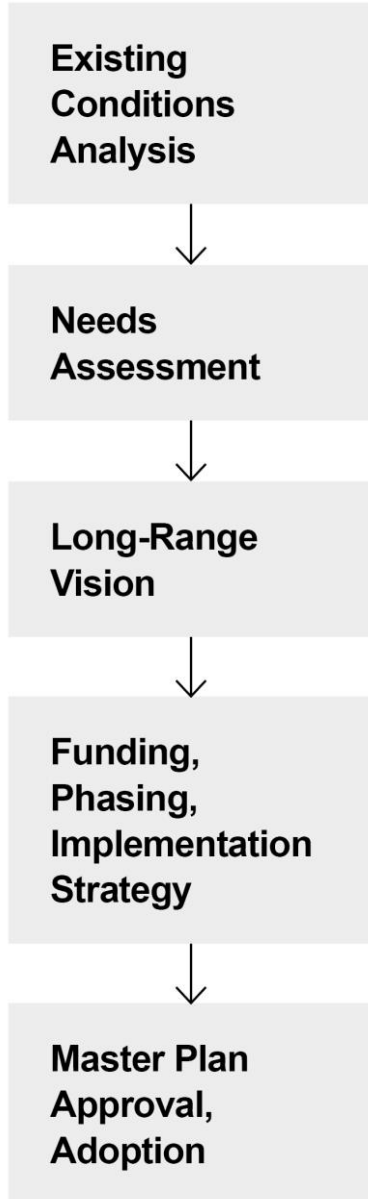 Existing
Conditions
Analysis
Needs
Assessment
Long-Range
Vision
Funding,
Phasing,
Implementation
Strategy
Master Plan
Approval,
Adoption